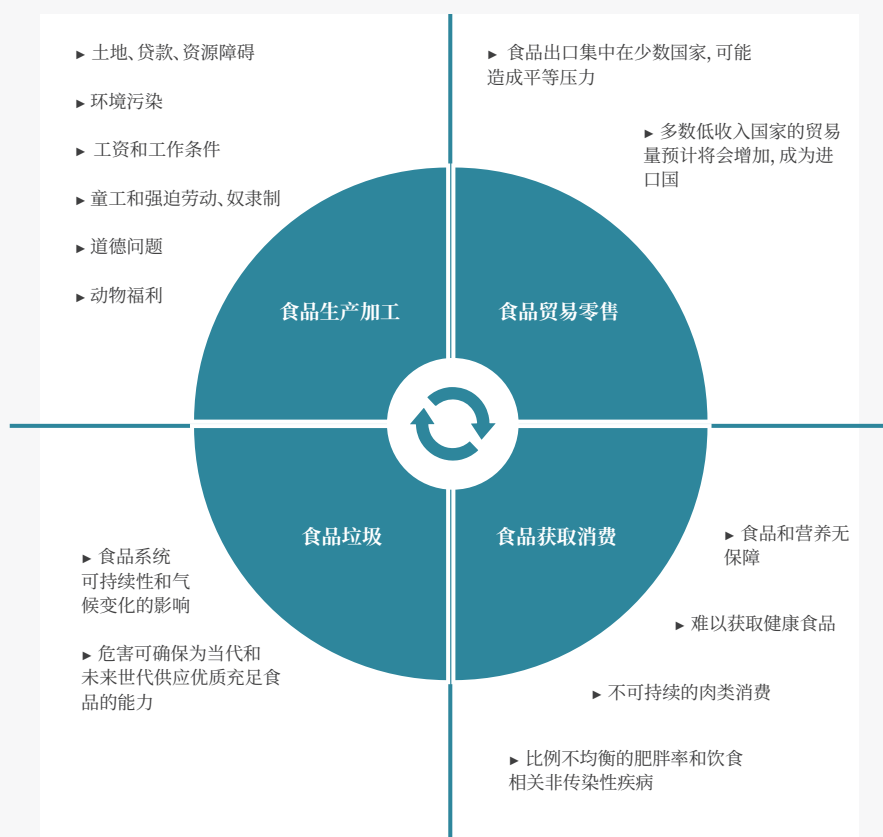 ► 土地、贷款、资源障碍
► 环境污染
► 工资和工作条件
► 童工和强迫劳动、奴隶制
► 道德问题
► 动物福利
► 食品出口集中在少数国家, 可能
造成平等压力
► 多数低收入国家的贸易
量预计将会增加, 成为进
口国
食品生产加工
食品贸易零售
食品垃圾
食品获取消费
► 食品系统
可持续性和气
候变化的影响
► 危害可确保为当代和
未来世代供应优质充足食
品的能力
► 食品和营养无
保障
► 难以获取健康食品
► 不可持续的肉类消费
► 比例不均衡的肥胖率和饮食
相关非传染性疾病